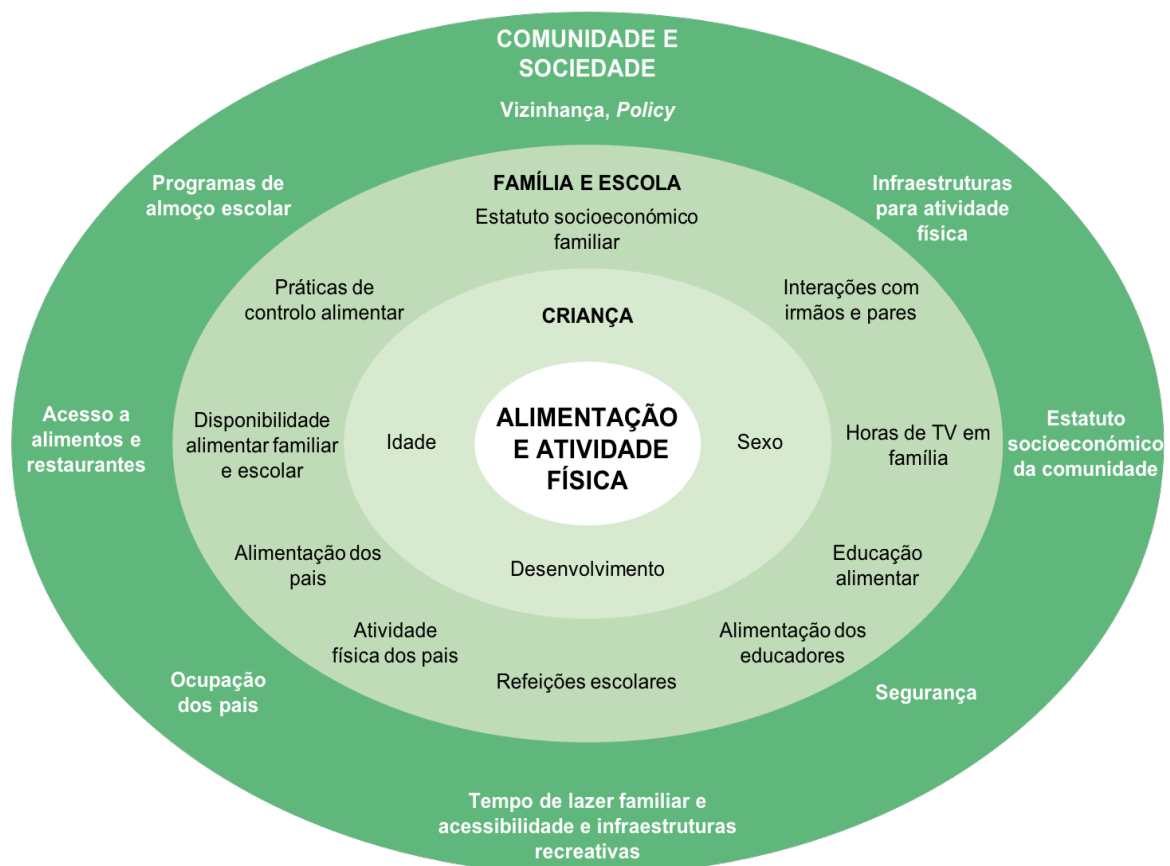 COMUNIDADE E
SOCIEDADE
Vizinhança, Policy
Programas de
almoço escolar
Infraestruturas
para atividade
física
FAMÍLIA E ESCOLA
Estatuto socioeconómico
familiar
Práticas de
controlo alimentar
Interações com
irmãos e pares
CRIANÇA
Acesso a
alimentos e
restaurantes
Disponibilidade
alimentar familiar
e escolar
Idade
ALIMENTAÇÃO
E ATIVIDADE
FÍSICA
Sexo
Horas de TV em
família
Estatuto
socioeconómico
da comunidade
Alimentação dos
pais
Desenvolvimento
Educação
alimentar
Atividade
física dos pais
Refeições escolares
Alimentação dos
educadores
Ocupação
dos pais
Segurança
Tempo de lazer familiar e
acessibilidade e infraestruturas
recreativas